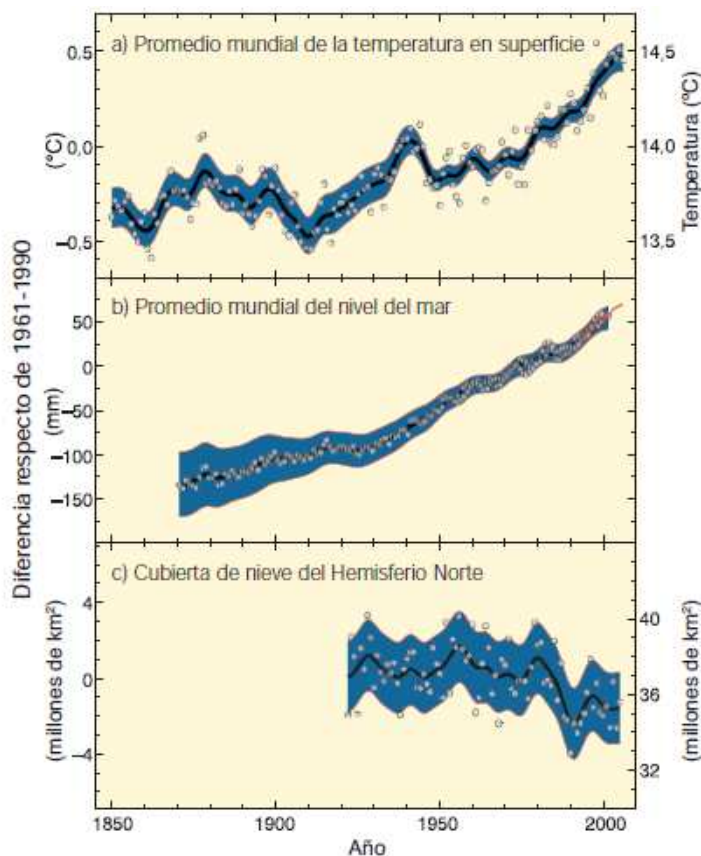 a) Promedio mundial de la temperatura en superficie
0.5
0,0
−0.5
(°C)
14,5
14,0
13,5
Temperatura (ºC)
Diferencia respecto de 1961-1990
b) Promedio mundial del nivel del mar
50
0
−50
−100
−150
(mm)
c) Cubierta de nieve del Hemisferio Norte
4
0
−4
(millones de km²)
40
36
32
(millones de km²)
1850
1900
1950
2000
Año